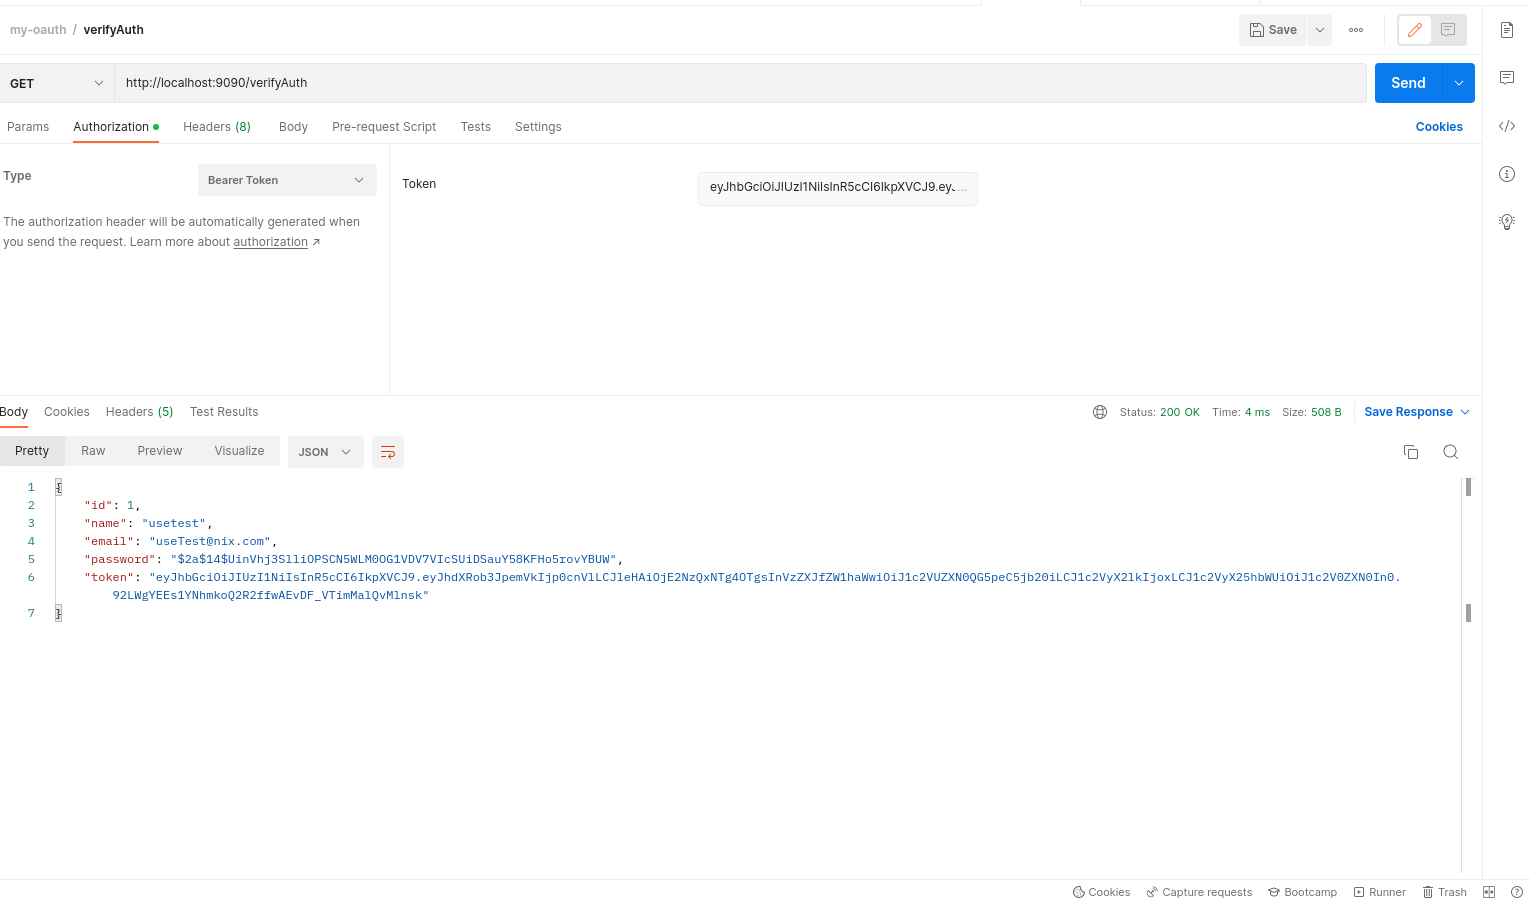 my-oauth / verifyAuth
Save
GET
http://localhost:9090/verifyAuth
Send
Params Authorization Headers (8) Body Pre-request Script Tests Settings Cookies
Type
Bearer Token
Token
eyJhbGciOiJIUzI1NiIsInR5cCI6IkpXVCJ9.eyJ...
The authorization header will be automatically generated when
you send the request. Learn more about authorization ↗
Body Cookies Headers (5) Test Results Status: 200 OK Time: 4 ms Size: 508 B Save Response
Pretty Raw Preview Visualize JSON
1 {
2 "id": 1,
3 "name": "usetest",
4 "email": "useTest@nix.com",
5 "password": "$2a$14$UinVhj3SlliOPSCN5WLM0OG1VDV7VIcSUiDSauY58KFHo5rovYBUW",
6 "token": "eyJhbGciOiJIUzI1NiIsInR5cCI6IkpXVCJ9.eyJhdXRob3JpemVkIjp0cnVlLCJleHAiOjE2NzQxNTg4OTgsInVzZXJfZW1haWwiOiJ1c2VUZXN0QG5peC5jb20iLCJ1c2VyX2lkIjoxLCJ1c2VyX25hbWUiOiJ1c2V0ZXN0In0.
92LWgYEEs1YNhmkoQ2R2ffwAEvDF_VTimMalQvMlnsk"
7 }
Cookies Capture requests Bootcamp Runner Trash